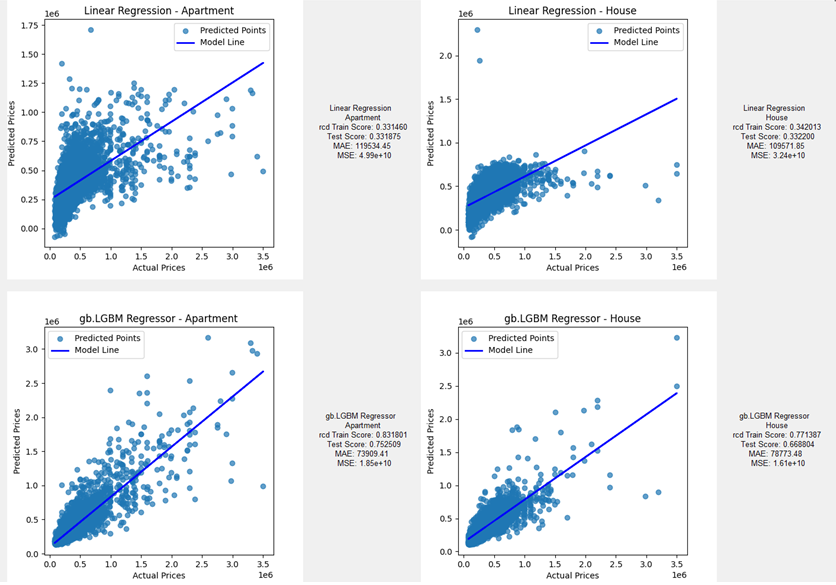 Linear Regression - Apartment
1e6
Predicted Points
Model Line
1.75
1.50
1.25
1.00
0.75
0.50
0.25
0.00
Predicted Prices
0.0 0.5 1.0 1.5 2.0 2.5 3.0 3.5
Actual Prices
1e6
Linear Regression
Apartment
rcd Train Score: 0.331460
Test Score: 0.331875
MAE: 119534.45
MSE: 4.99e+10
Linear Regression - House
1e6
Predicted Points
Model Line
2.0
1.5
1.0
0.5
0.0
Predicted Prices
0.0 0.5 1.0 1.5 2.0 2.5 3.0 3.5
Actual Prices
1e6
Linear Regression
House
rcd Train Score: 0.342013
Test Score: 0.332200
MAE: 109571.85
MSE: 3.24e+10
gb.LGBM Regressor - Apartment
1e6
Predicted Points
Model Line
3.0
2.5
2.0
1.5
1.0
0.5
0.0
Predicted Prices
0.0 0.5 1.0 1.5 2.0 2.5 3.0 3.5
Actual Prices
1e6
gb.LGBM Regressor
Apartment
rcd Train Score: 0.831801
Test Score: 0.752509
MAE: 73909.41
MSE: 1.85e+10
gb.LGBM Regressor - House
1e6
Predicted Points
Model Line
3.0
2.5
2.0
1.5
1.0
0.5
0.0
Predicted Prices
0.0 0.5 1.0 1.5 2.0 2.5 3.0 3.5
Actual Prices
1e6
gb.LGBM Regressor
House
rcd Train Score: 0.771387
Test Score: 0.668804
MAE: 78773.48
MSE: 1.61e+10